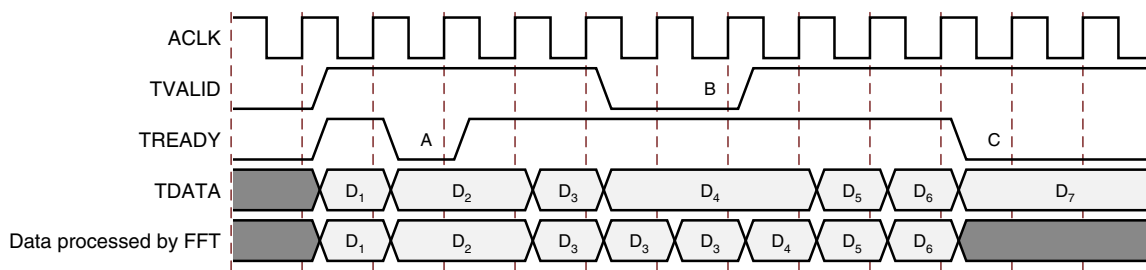 ACLK
TVALID B
TREADY A C
TDATA D₁ D₂ D₃ D₄ D₅ D₆ D₇
Data processed by FFT D₁ D₂ D₃ D₃ D₃ D₄ D₅ D₆